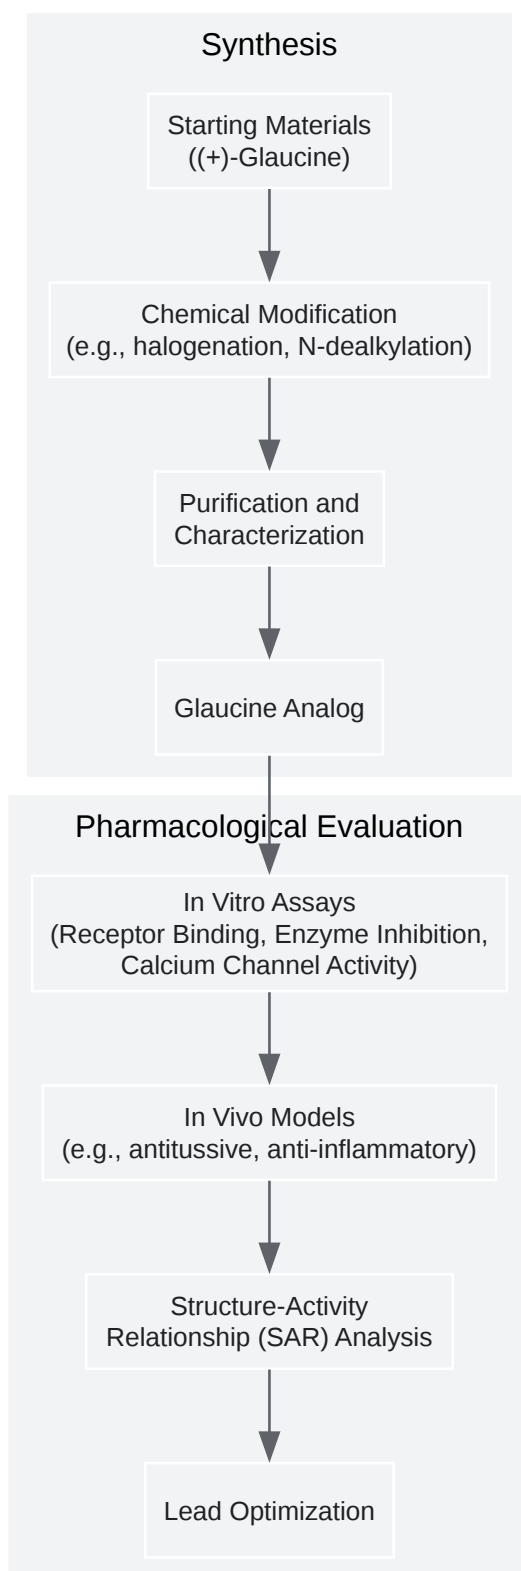 Synthesis
Starting Materials
((+)-Glaucine)
Chemical Modification
(e.g., halogenation, N-dealkylation)
Purification and
Characterization
Glaucine Analog
Pharmacological Evaluation
In Vitro Assays
(Receptor Binding, Enzyme Inhibition,
Calcium Channel Activity)
In Vivo Models
(e.g., antitussive, anti-inflammatory)
Structure-Activity
Relationship (SAR) Analysis
Lead Optimization